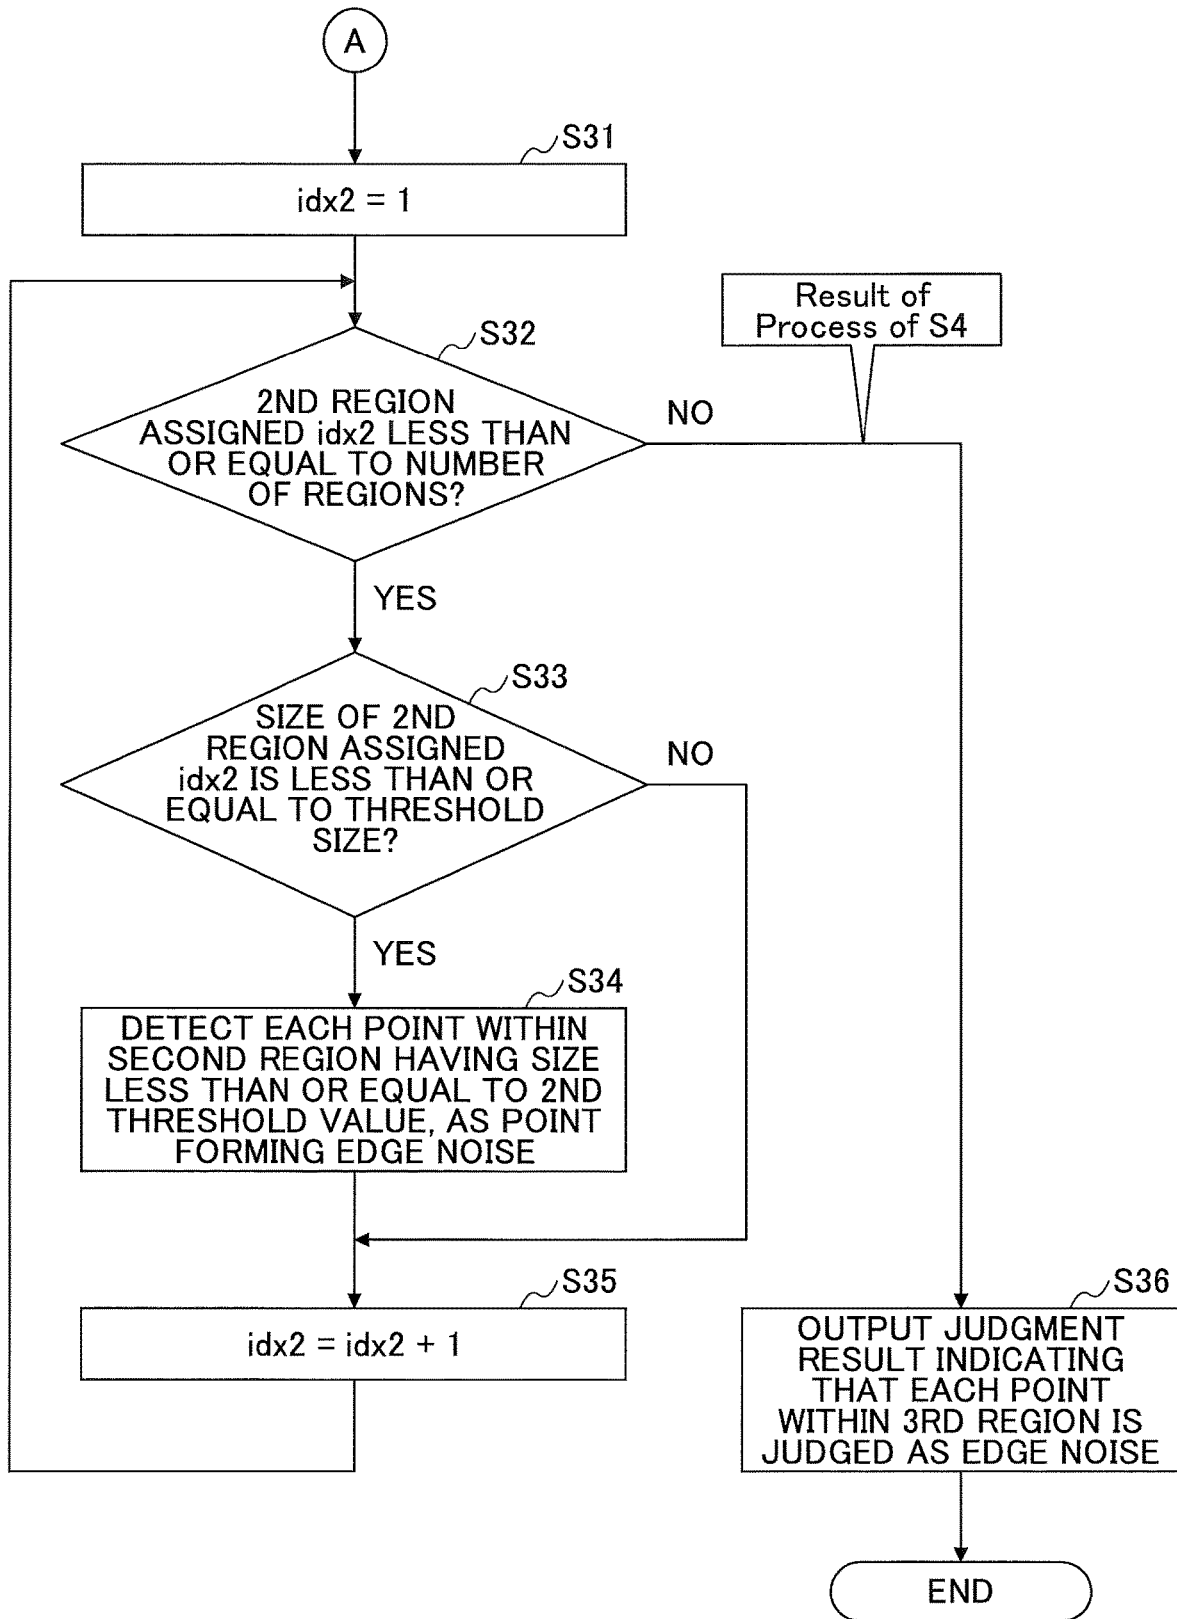 A
S31
idx2 = 1
Result of
Process of S4
S32
2ND REGION
ASSIGNED idx2 LESS THAN
OR EQUAL TO NUMBER
OF REGIONS?
NO
YES
S33
SIZE OF 2ND
REGION ASSIGNED
idx2 IS LESS THAN OR
EQUAL TO THRESHOLD
SIZE?
NO
YES
S34
DETECT EACH POINT WITHIN
SECOND REGION HAVING SIZE
LESS THAN OR EQUAL TO 2ND
THRESHOLD VALUE, AS POINT
FORMING EDGE NOISE
S35
idx2 = idx2 + 1
S36
OUTPUT JUDGMENT
RESULT INDICATING
THAT EACH POINT
WITHIN 3RD REGION IS
JUDGED AS EDGE NOISE
END